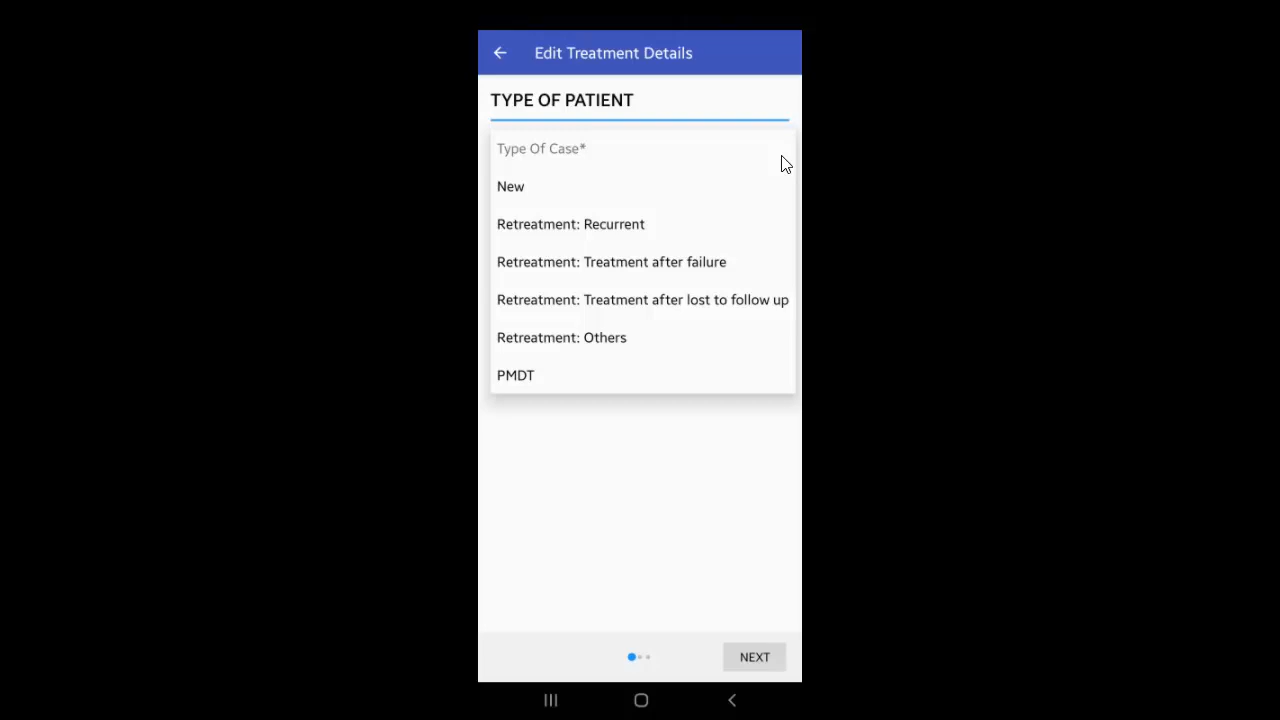 Edit Treatment Details
TYPE OF PATIENT
Type Of Case*
New
Retreatment: Recurrent
Retreatment: Treatment after failure
Retreatment: Treatment after lost to follow up
Retreatment: Others
PMDT
NEXT